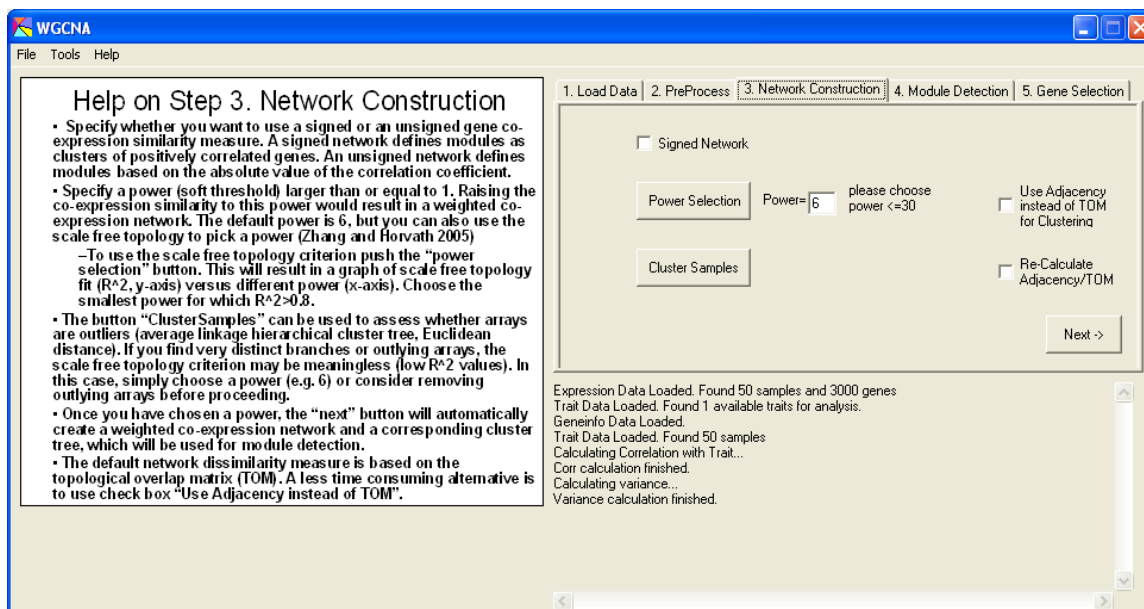 WGCNA
File Tools Help
Help on Step 3. Network Construction
• Specify whether you want to use a signed or an unsigned gene co-
expression similarity measure. A signed network defines modules as
clusters of positively correlated genes. An unsigned network defines
modules based on the absolute value of the correlation coefficient.
• Specify a power (soft threshold) larger than or equal to 1. Raising the
co-expression similarity to this power would result in a weighted co-
expression network. The default power is 6, but you can also use the
scale free topology to pick a power (Zhang and Horvath 2005)
–To use the scale free topology criterion push the “power
selection” button. This will result in a graph of scale free topology
fit (R^2, y-axis) versus different power (x-axis). Choose the
smallest power for which R^2>0.8.
• The button “ClusterSamples” can be used to assess whether arrays
are outliers (average linkage hierarchical cluster tree, Euclidean
distance). If you find very distinct branches or outlying arrays, the
scale free topology criterion may be meaningless (low R^2 values). In
this case, simply choose a power (e.g. 6) or consider removing
outlying arrays before proceeding.
• Once you have chosen a power, the “next” button will automatically
create a weighted co-expression network and a corresponding cluster
tree, which will be used for module detection.
• The default network dissimilarity measure is based on the
topological overlap matrix (TOM). A less time consuming alternative is
to use check box “Use Adjacency instead of TOM”.
1. Load Data 2. PreProcess 3. Network Construction 4. Module Detection 5. Gene Selection
Signed Network
Power Selection Power= 6
please choose
power <=30
Use Adjacency
instead of TOM
for Clustering
Cluster Samples
Re-Calculate
Adjacency/TOM
Next ->
Expression Data Loaded. Found 50 samples and 3000 genes
Trait Data Loaded. Found 1 available traits for analysis.
Geneinfo Data Loaded.
Trait Data Loaded. Found 50 samples
Calculating Correlation with Trait...
Corr calculation finished.
Calculating variance...
Variance calculation finished.